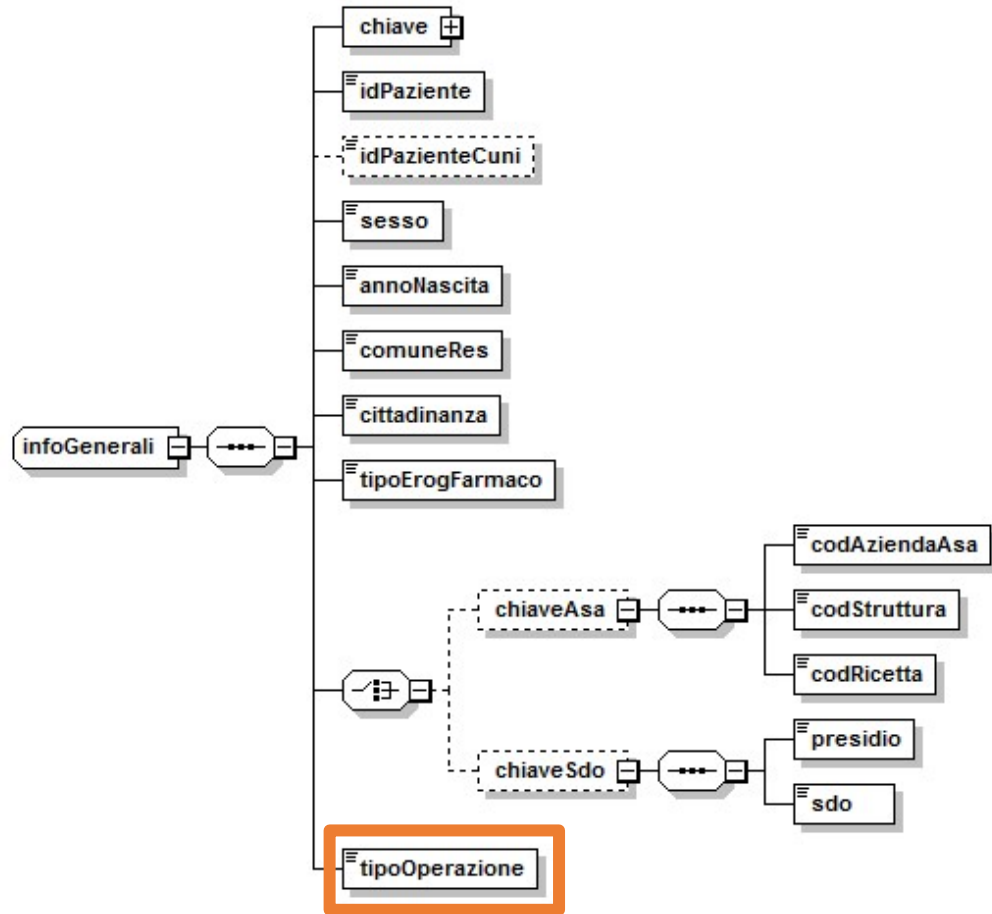 chiave
idPaziente
idPazienteCuni
sesso
annoNascita
comuneRes
cittadinanza
infoGenerali
tipoErogFarmaco
codAziendaAsa
chiaveAsa
codStruttura
codRicetta
presidio
chiaveSdo
sdo
tipoOperazione